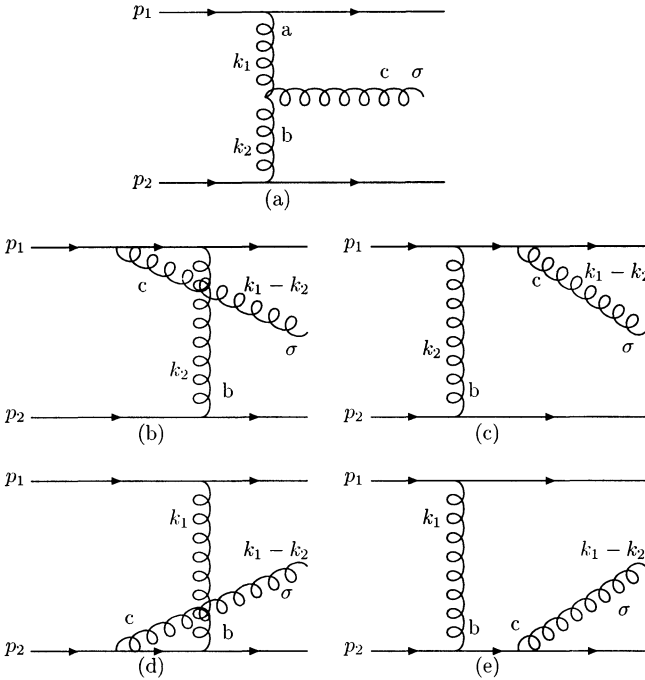 p₁
a
k₁
c σ
b
k₂
p₂
(a)
p₁
c
k₁ − k₂
σ
k₂
b
p₂
(b)
p₁
c
k₁ − k₂
σ
k₂
b
p₂
(c)
p₁
k₁
k₁ − k₂
σ
c
b
p₂
(d)
p₁
k₁
k₁ − k₂
σ
b
c
p₂
(e)